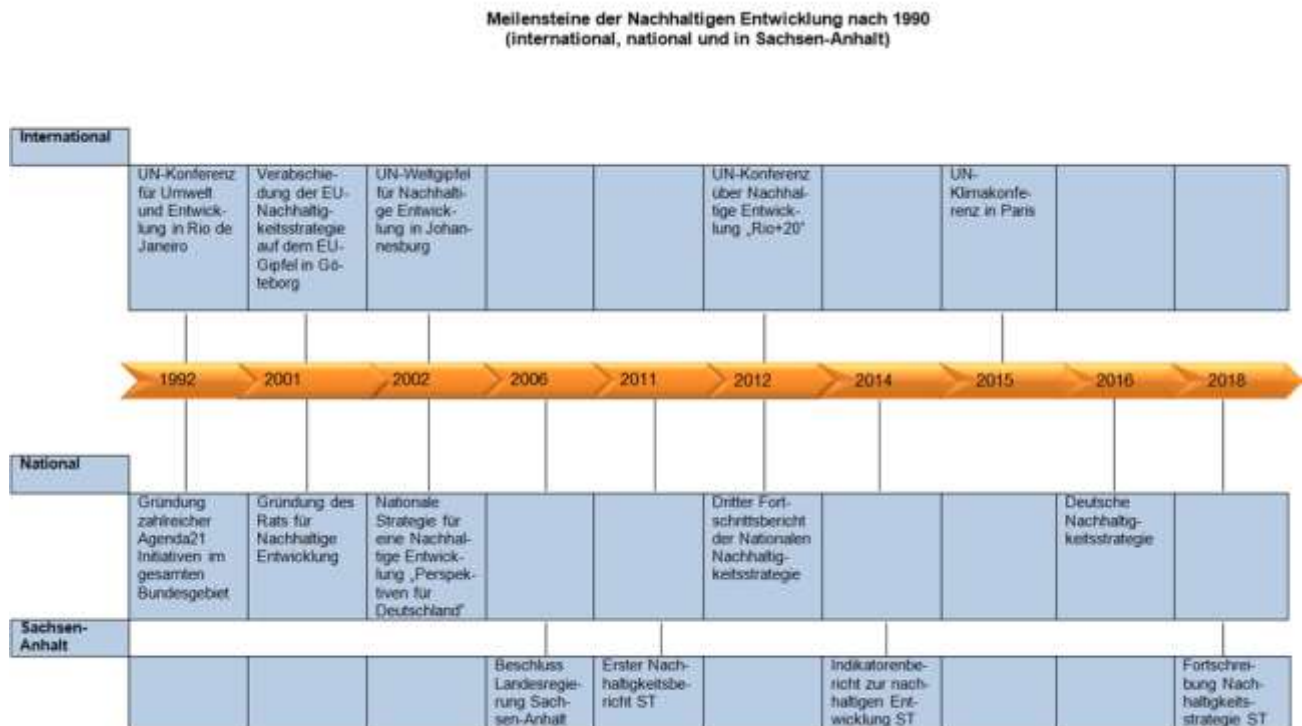 Meilensteine der Nachhaltigen Entwicklung nach 1990
(international, national und in Sachsen-Anhalt)
International
UN-Konferenz
für Umwelt
und Entwick-
lung in Rio de
Janeiro
Verabschie-
dung der EU-
Nachhaltig-
keitsstrategie
auf dem EU-
Gipfel in Gö-
teborg
UN-Weltgipfel
für Nachhalti-
ge Entwick-
lung in Johan-
nesburg
UN-Konferenz
über Nachhal-
tige Entwick-
lung „Rio+20"
UN-
Klimakonfe-
renz in Paris
1992 2001 2002 2006 2011 2012 2014 2015 2016 2018
National
Gründung
zahlreicher
Agenda21
Initiativen im
gesamten
Bundesgebiet
Gründung des
Rats für
Nachhaltige
Entwicklung
Nationale
Strategie für
eine Nachhal-
tige Entwick-
lung „Perspek-
tiven für
Deutschland"
Dritter Fort-
schrittsbericht
der Nationalen
Nachhaltig-
keitsstrategie
Deutsche
Nachhaltig-
keitsstrategie
Sachsen-
Anhalt
Beschluss
Landesregie-
rung Sach-
sen-Anhalt
Erster Nach-
haltigkeitsbe-
richt ST
Indikatorenbe-
richt zur nach-
haltigen Ent-
wicklung ST
Fortschrei-
bung Nach-
haltigkeits-
strategie ST